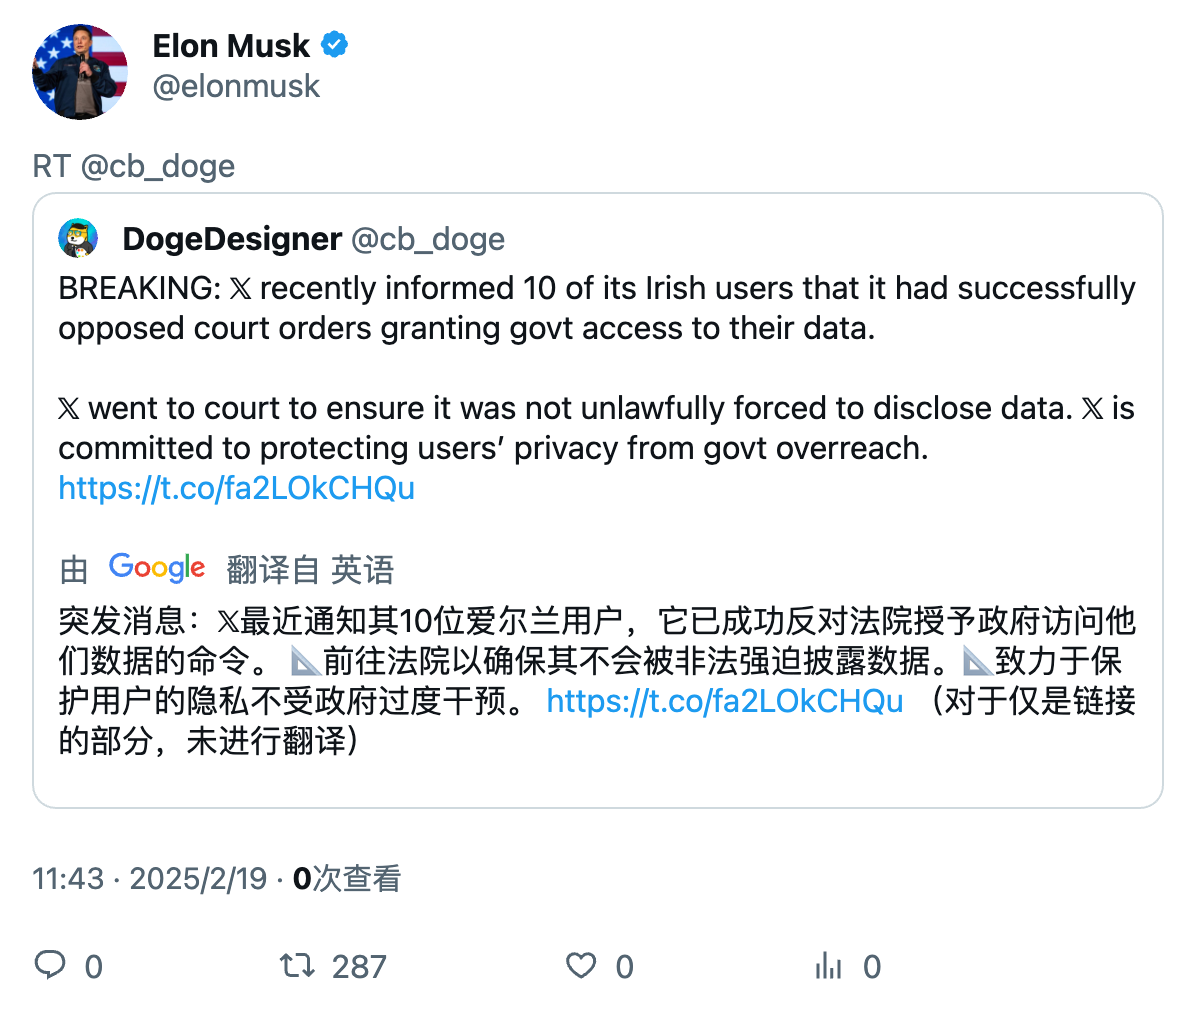 Elon Musk
@elonmusk
RT @cb_doge
DogeDesigner @cb_doge
BREAKING: 𝕏 recently informed 10 of its Irish users that it had successfully
opposed court orders granting govt access to their data.
𝕏 went to court to ensure it was not unlawfully forced to disclose data. 𝕏 is
committed to protecting users’ privacy from govt overreach.
https://t.co/fa2LOkCHQu
由 Google 翻译自 英语
突发消息：𝕏最近通知其10位爱尔兰用户，它已成功反对法院授予政府访问他
们数据的命令。 📐前往法院以确保其不会被非法强迫披露数据。📐致力于保
护用户的隐私不受政府过度干预。 https://t.co/fa2LOkCHQu （对于仅是链接
的部分，未进行翻译）
11:43 · 2025/2/19 · 0次查看
0 287 0 0